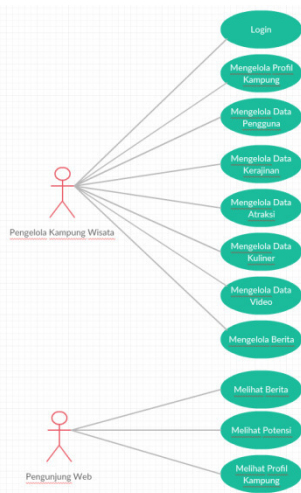 Login
Mengelola Profil
Kampung
Mengelola Data
Pengguna
Mengelola Data
Kerajinan
Mengelola Data
Atraksi
Mengelola Data
Kuliner
Mengelola Data
Video
Mengelola Berita
Pengelola Kampung Wisata
Melihat Berita
Melihat Potensi
Melihat Profil
Kampung
Pengunjung Web